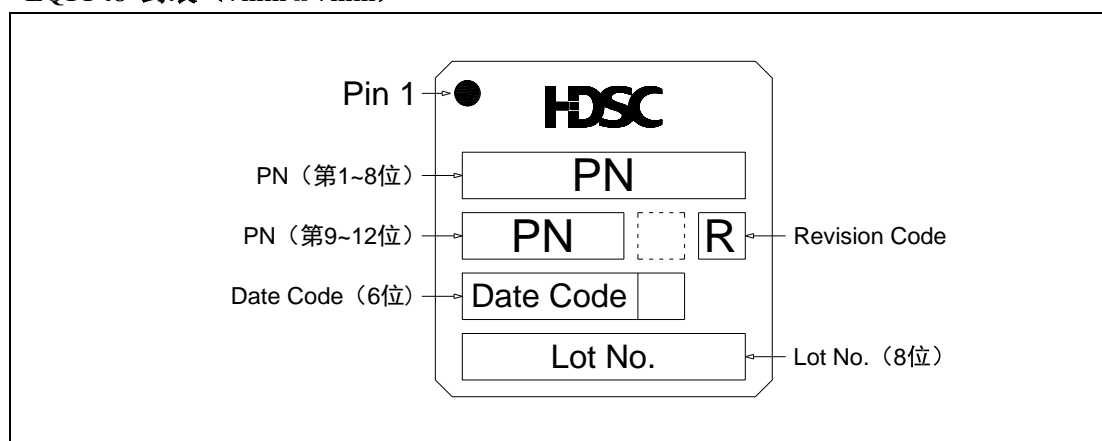 Pin 1
HDSC
PN（第1~8位）
PN
PN（第9~12位）
PN
R
Revision Code
Date Code（6位）
Date Code
Lot No.
Lot No.（8位）